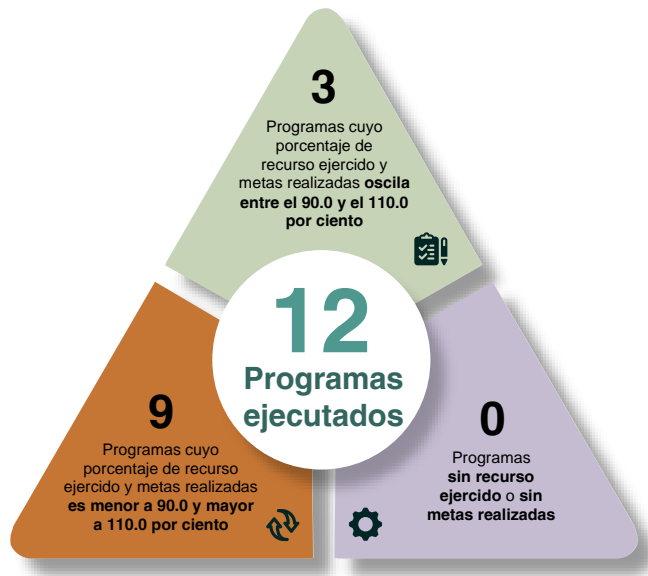 3
Programas cuyo
porcentaje de
recurso ejercido y
metas realizadas oscila
entre el 90.0 y el 110.0
por ciento
12
Programas
ejecutados
9
Programas cuyo
porcentaje de recurso
ejercido y metas realizadas
es menor a 90.0 y mayor
a 110.0 por ciento
0
Programas
sin recurso
ejercido o sin
metas realizadas